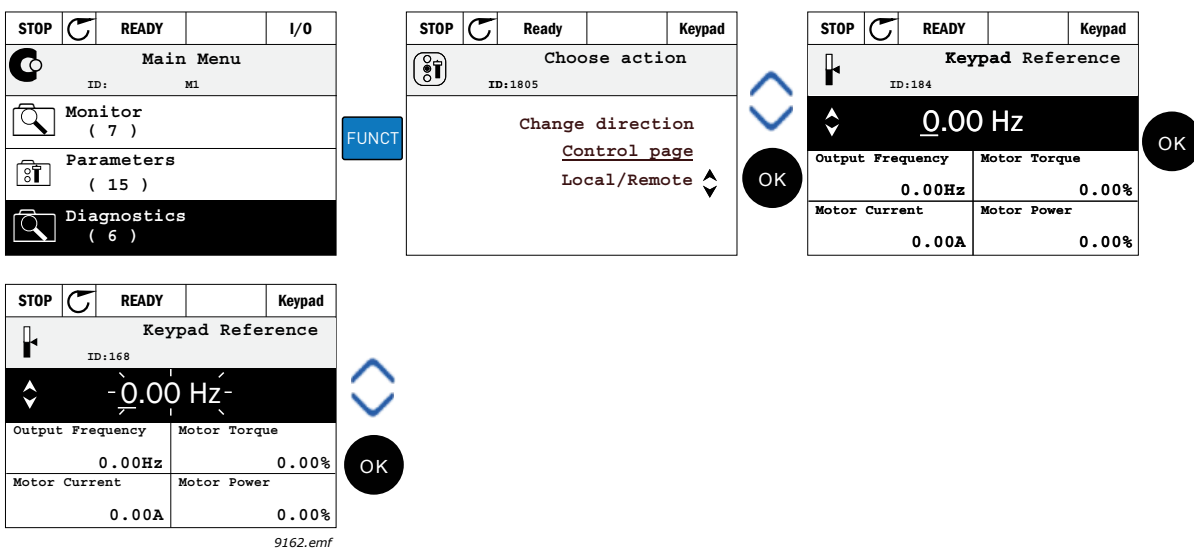 STOP READY I/O
Main Menu
ID: M1
Monitor
( 7 )
Parameters
( 15 )
Diagnostics
( 6 )
FUNCT
STOP Ready Keypad
Choose action
ID:1805
Change direction
Control page
Local/Remote
OK
STOP READY Keypad
Keypad Reference
ID:184
0.00 Hz
Output Frequency Motor Torque
0.00Hz 0.00%
Motor Current Motor Power
0.00A 0.00%
OK
STOP READY Keypad
Keypad Reference
ID:168
0.00 Hz
Output Frequency Motor Torque
0.00Hz 0.00%
Motor Current Motor Power
0.00A 0.00%
OK
9162.emf